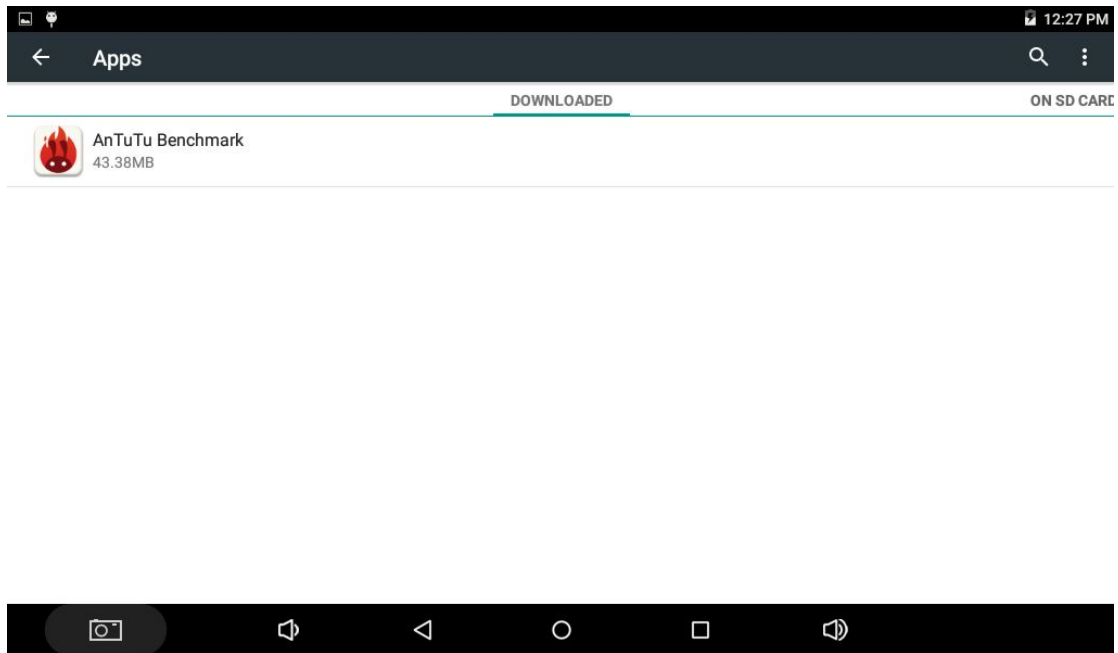 12:27 PM
Apps
DOWNLOADED
ON SD CARD
AnTuTu Benchmark
43.38MB